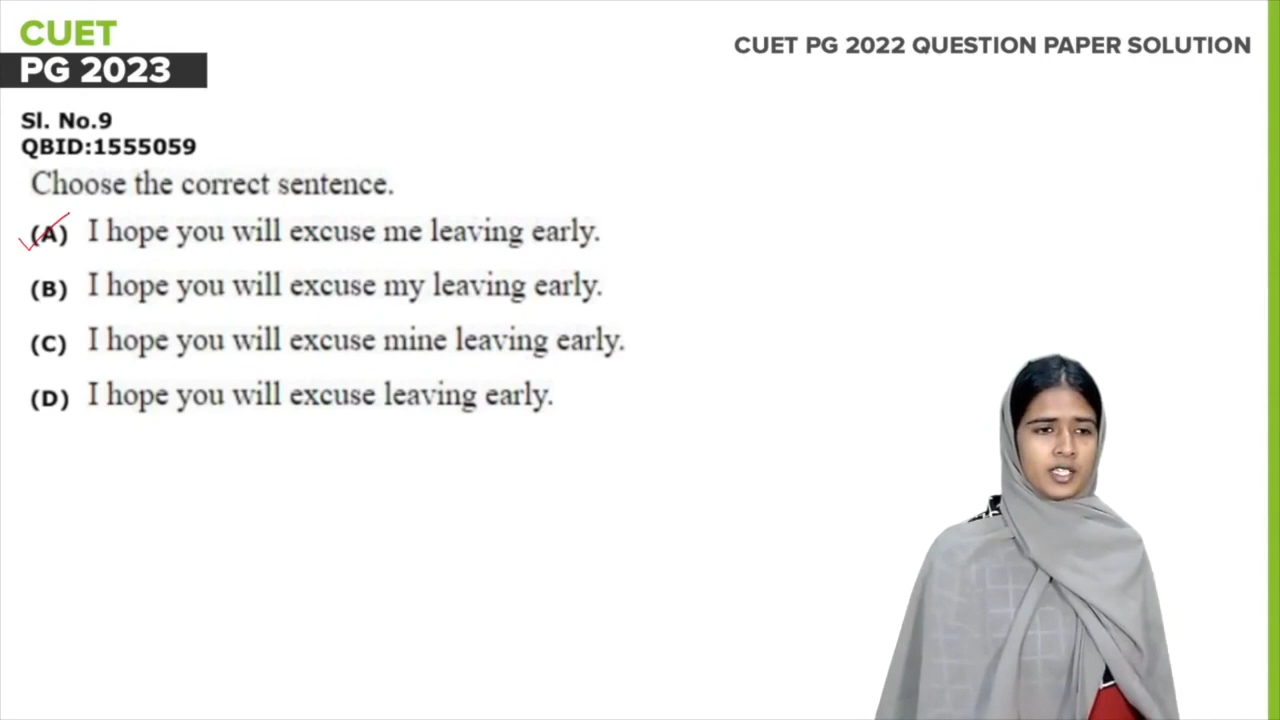 CUET
PG 2023
CUET PG 2022 QUESTION PAPER SOLUTION
Sl. No.9
QBID:1555059
Choose the correct sentence.
(A) I hope you will excuse me leaving early.
(B) I hope you will excuse my leaving early.
(C) I hope you will excuse mine leaving early.
(D) I hope you will excuse leaving early.